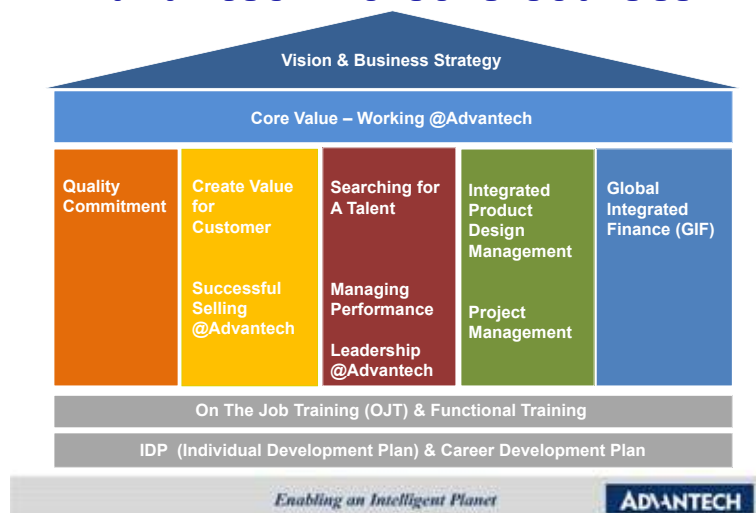 Vision & Business Strategy
Core Value – Working @Advantech
Quality
Commitment
Create Value
for
Customer
Successful
Selling
@Advantech
Searching for
A Talent
Managing
Performance
Leadership
@Advantech
Integrated
Product
Design
Management
Project
Management
Global
Integrated
Finance (GIF)
On The Job Training (OJT) & Functional Training
IDP (Individual Development Plan) & Career Development Plan
Enabling an Intelligent Planet
ADVANTECH